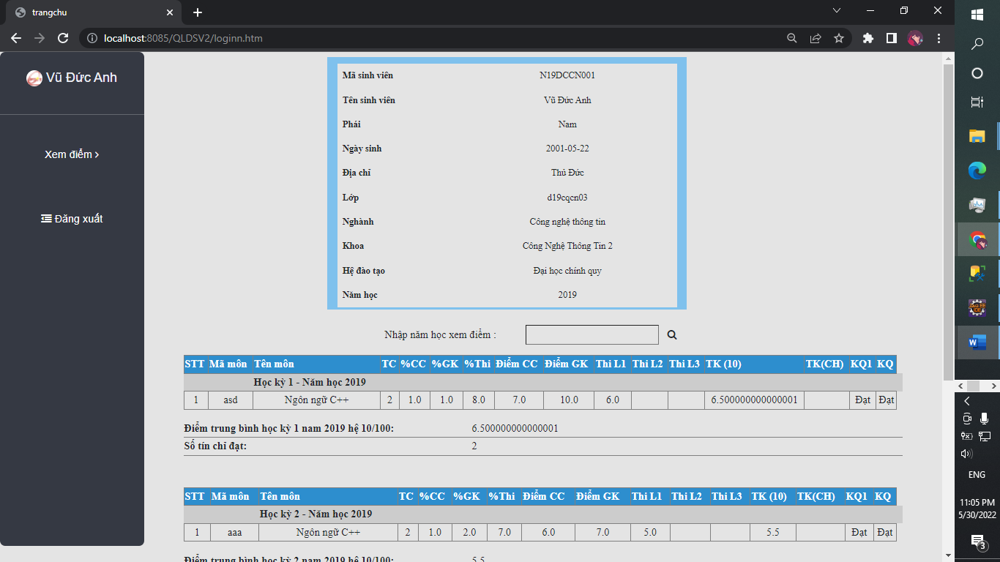 trangchu
localhost:8085/QLDSV2/loginn.htm
Vũ Đức Anh
Xem điểm
Đăng xuất
Mã sinh viên N19DCCN001
Tên sinh viên Vũ Đức Anh
Phái Nam
Ngày sinh 2001-05-22
Địa chỉ Thủ Đức
Lớp d19cqcn03
Nghành Công nghệ thông tin
Khoa Công Nghệ Thông Tin 2
Hệ đào tạo Đại học chính quy
Năm học 2019
Nhập năm học xem điểm :
STT Mã môn Tên môn TC %CC %GK %Thi Điểm CC Điểm GK Thi L1 Thi L2 Thi L3 TK (10) TK(CH) KQ1 KQ
Học kỳ 1 - Năm học 2019
1 asd Ngôn ngữ C++ 2 1.0 1.0 8.0 7.0 10.0 6.0 6.500000000000001 Đạt Đạt
Điểm trung bình học kỳ 1 nam 2019 hệ 10/100: 6.500000000000001
Số tín chỉ đạt: 2
STT Mã môn Tên môn TC %CC %GK %Thi Điểm CC Điểm GK Thi L1 Thi L2 Thi L3 TK (10) TK(CH) KQ1 KQ
Học kỳ 2 - Năm học 2019
1 aaa Ngôn ngữ C++ 2 1.0 2.0 7.0 6.0 7.0 5.0 5.5 Đạt Đạt
Điểm trung bình học kỳ 2 nam 2019 hệ 10/100: 5.5
Java EE
IDE
W
ENG
11:05 PM
5/30/2022
3